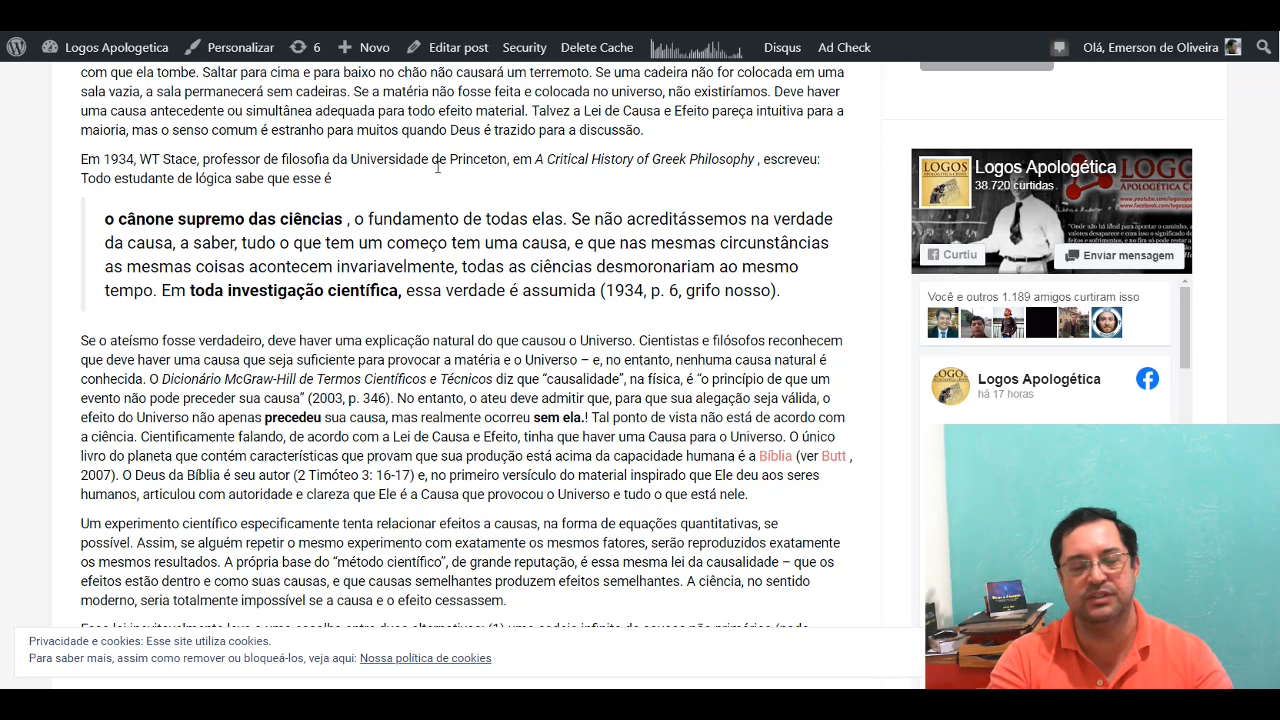 Logos Apologetica Personalizar 6 Novo Editar post Security Delete Cache Disqus Ad Check Olá, Emerson de Oliveira
com que ela tombe. Saltar para cima e para baixo no chão não causará um terremoto. Se uma cadeira não for colocada em uma
sala vazia, a sala permanecerá sem cadeiras. Se a matéria não fosse feita e colocada no universo, não existiríamos. Deve haver
uma causa antecedente ou simultânea adequada para todo efeito material. Talvez a Lei de Causa e Efeito pareça intuitiva para a
maioria, mas o senso comum é estranho para muitos quando Deus é trazido para a discussão.
Em 1934, WT Stace, professor de filosofia da Universidade de Princeton, em A Critical History of Greek Philosophy , escreveu:
Todo estudante de lógica sabe que esse é
o cânone supremo das ciências , o fundamento de todas elas. Se não acreditássemos na verdade
da causa, a saber, tudo o que tem um começo tem uma causa, e que nas mesmas circunstâncias
as mesmas coisas acontecem invariavelmente, todas as ciências desmoronariam ao mesmo
tempo. Em toda investigação científica, essa verdade é assumida (1934, p. 6, grifo nosso).
Se o ateísmo fosse verdadeiro, deve haver uma explicação natural do que causou o Universo. Cientistas e filósofos reconhecem
que deve haver uma causa que seja suficiente para provocar a matéria e o Universo – e, no entanto, nenhuma causa natural é
conhecida. O Dicionário McGraw-Hill de Termos Científicos e Técnicos diz que “causalidade”, na física, é “o princípio de que um
evento não pode preceder sua causa” (2003, p. 346). No entanto, o ateu deve admitir que, para que sua alegação seja válida, o
efeito do Universo não apenas precedeu sua causa, mas realmente ocorreu sem ela.! Tal ponto de vista não está de acordo com
a ciência. Cientificamente falando, de acordo com a Lei de Causa e Efeito, tinha que haver uma Causa para o Universo. O único
livro do planeta que contém características que provam que sua produção está acima da capacidade humana é a Bíblia (ver Butt ,
2007). O Deus da Bíblia é seu autor (2 Timóteo 3: 16-17) e, no primeiro versículo do material inspirado que Ele deu aos seres
humanos, articulou com autoridade e clareza que Ele é a Causa que provocou o Universo e tudo o que está nele.
Um experimento científico especificamente tenta relacionar efeitos a causas, na forma de equações quantitativas, se
possível. Assim, se alguém repetir o mesmo experimento com exatamente os mesmos fatores, serão reproduzidos exatamente
os mesmos resultados. A própria base do “método científico”, de grande reputação, é essa mesma lei da causalidade – que os
efeitos estão dentro e como suas causas, e que causas semelhantes produzem efeitos semelhantes. A ciência, no sentido
moderno, seria totalmente impossível se a causa e o efeito cessassem.
Privacidade e cookies: Esse site utiliza cookies.
Para saber mais, assim como remover ou bloqueá-los, veja aqui: Nossa política de cookies
Logos Apologética
38.720 curtidas
Curtiu
Enviar mensagem
Você e outros 1.189 amigos curtiram isso
Logos Apologética
há 17 horas